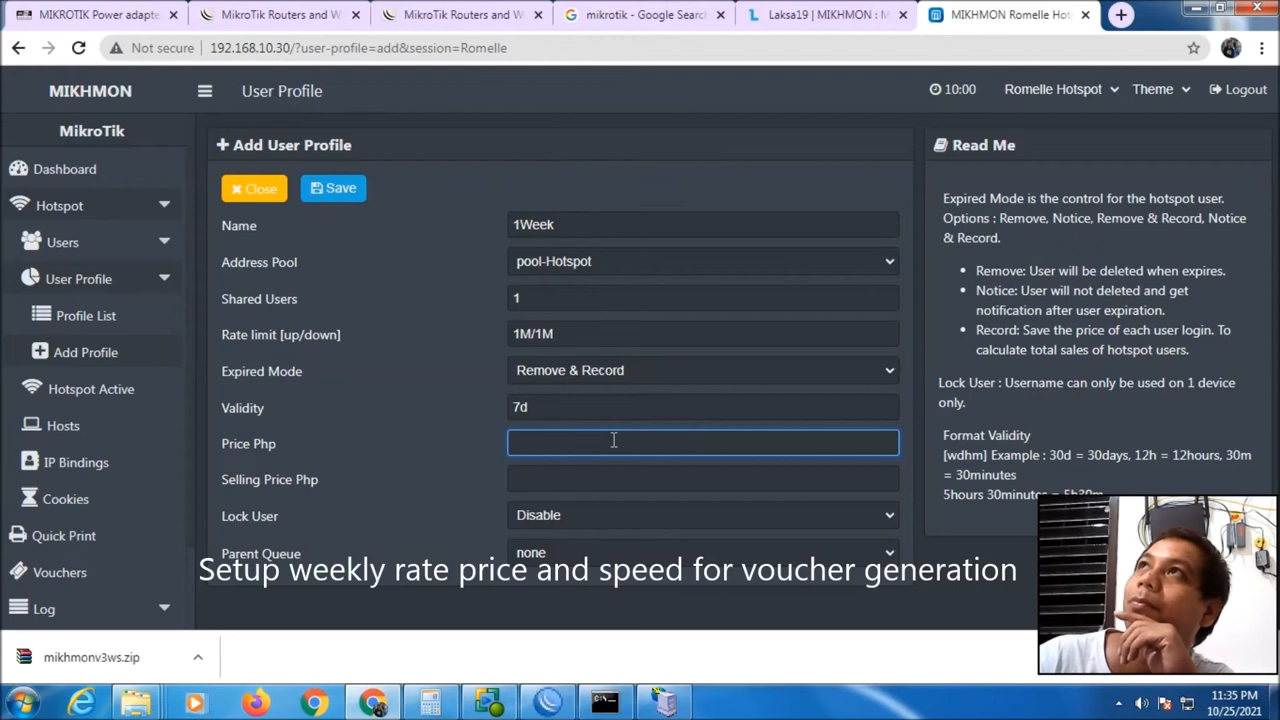 MIKROTIK Power adapte
MikroTik Routers and W
MikroTik Routers and W
mikrotik - Google Searc
Laksa19 | MIKHMON : M
MIKHMON Romelle Hot
Not secure
192.168.10.30/?user-profile=add&session=Romelle
MIKHMON
User Profile
10:00
Romelle Hotspot
Theme
Logout
MikroTik
Dashboard
Hotspot
Users
User Profile
Profile List
Add Profile
Hotspot Active
Hosts
IP Bindings
Cookies
Quick Print
Vouchers
Log
Add User Profile
Close
Save
Name
1Week
Address Pool
pool-Hotspot
Shared Users
1
Rate limit [up/down]
1M/1M
Expired Mode
Remove & Record
Validity
7d
Price Php
Selling Price Php
Lock User
Disable
Parent Queue
none
Read Me
Expired Mode is the control for the hotspot user.
Options : Remove, Notice, Remove & Record, Notice
& Record.
Remove: User will be deleted when expires.
Notice: User will not deleted and get
notification after user expiration.
Record: Save the price of each user login. To
calculate total sales of hotspot users.
Lock User : Username can only be used on 1 device
only.
Format Validity
[wdhm] Example : 30d = 30days, 12h = 12hours, 30m
= 30minutes
5hours 30minutes = 5h30m
Setup weekly rate price and speed for voucher generation
mikhmonv3ws.zip
11:35 PM
10/25/2021